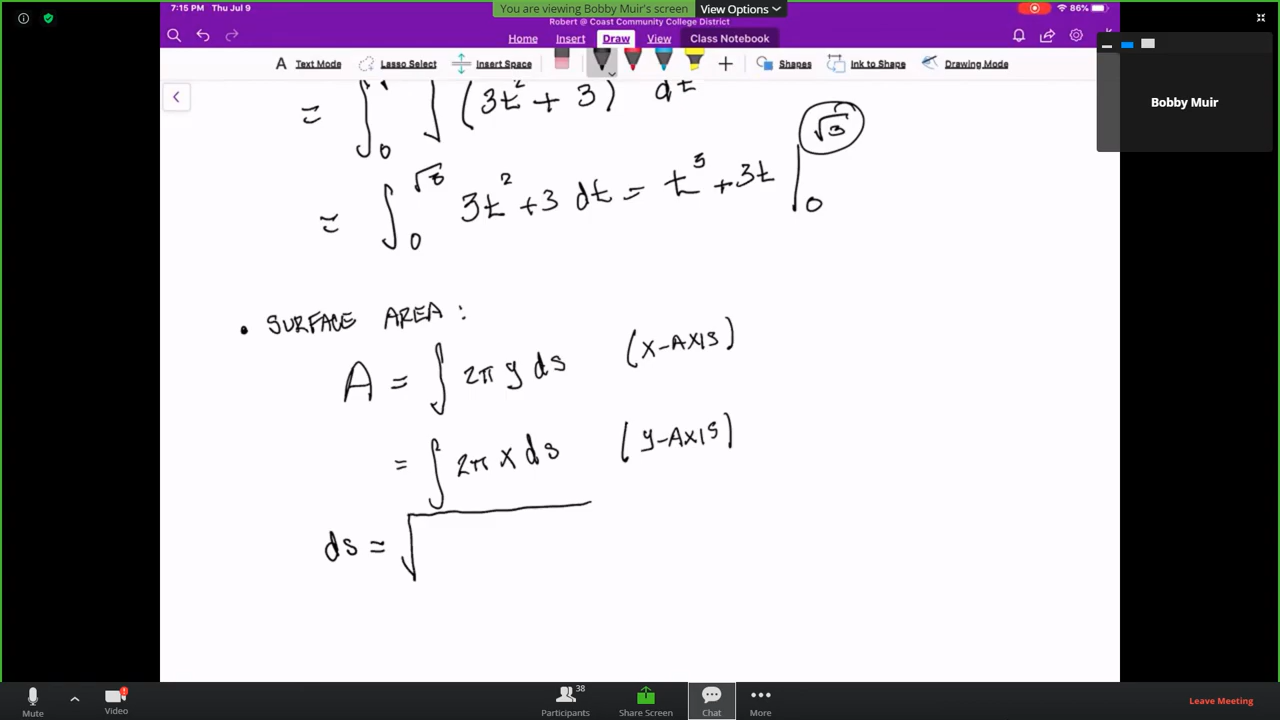 You are viewing Bobby Muir's screen View Options
7:15 PM Thu Jul 9 86%
Robert @ Coast Community College District
Home Insert Draw View Class Notebook
Text Mode Lasso Select Insert Space Shapes Ink to Shape Drawing Mode
Bobby Muir
= ∫₀ √(3t² + 3) dt
= ∫₀^√3 3t² + 3 dt = t³ + 3t |₀^√3
• SURFACE AREA:
A = ∫ 2π y ds (X-AXIS)
= ∫ 2π x ds (y-AXIS)
ds = √
Mute Video Participants 38 Share Screen Chat More Leave Meeting